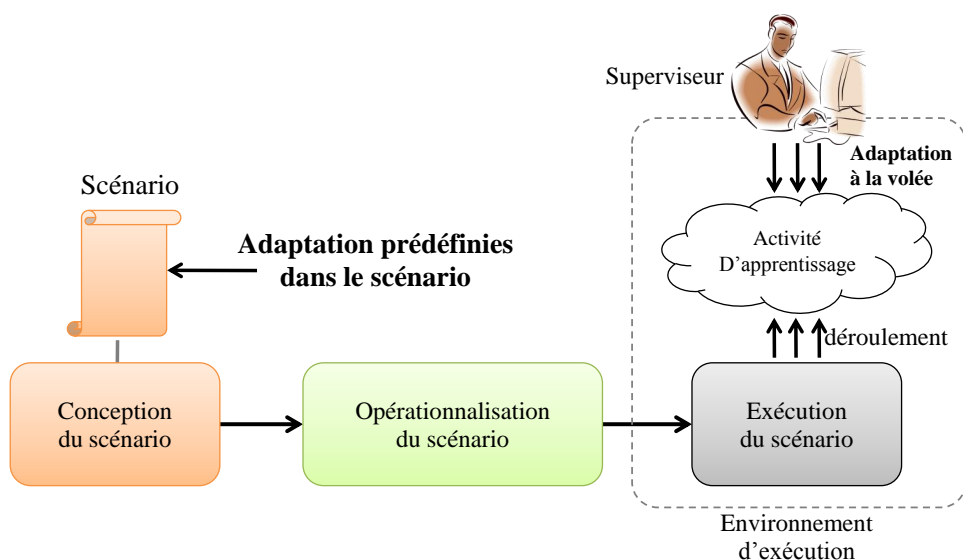 Superviseur
Adaptation
à la volée
Scénario
Adaptation prédéfinies
dans le scénario
Activité
D’apprentissage
déroulement
Conception
du scénario
Opérationnalisation
du scénario
Exécution
du scénario
Environnement
d’exécution